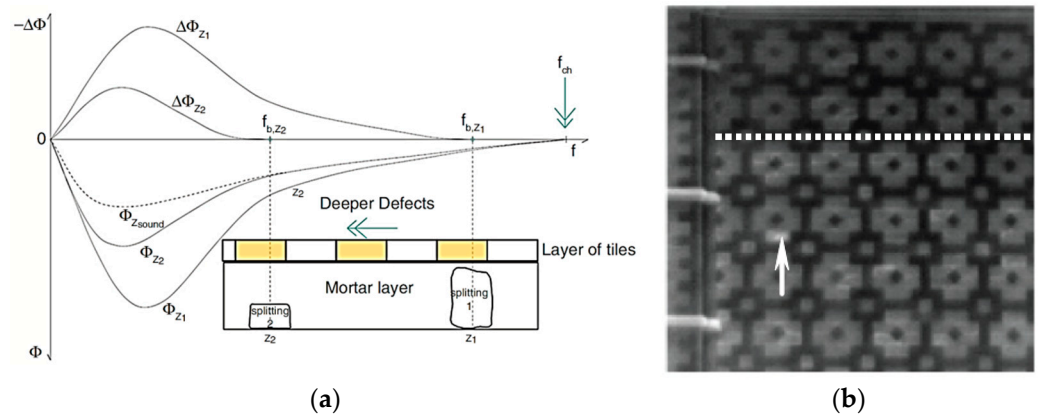 −ΔΦ
ΔΦZ1
fch
ΔΦZ2
fb,Z2
fb,Z1
0
f
z2
ΦZsound
Deeper Defects
ΦZ2
Layer of tiles
Mortar layer
splitting
1
ΦZ1
splitting
2
z2
z1
Φ
(a)
(b)